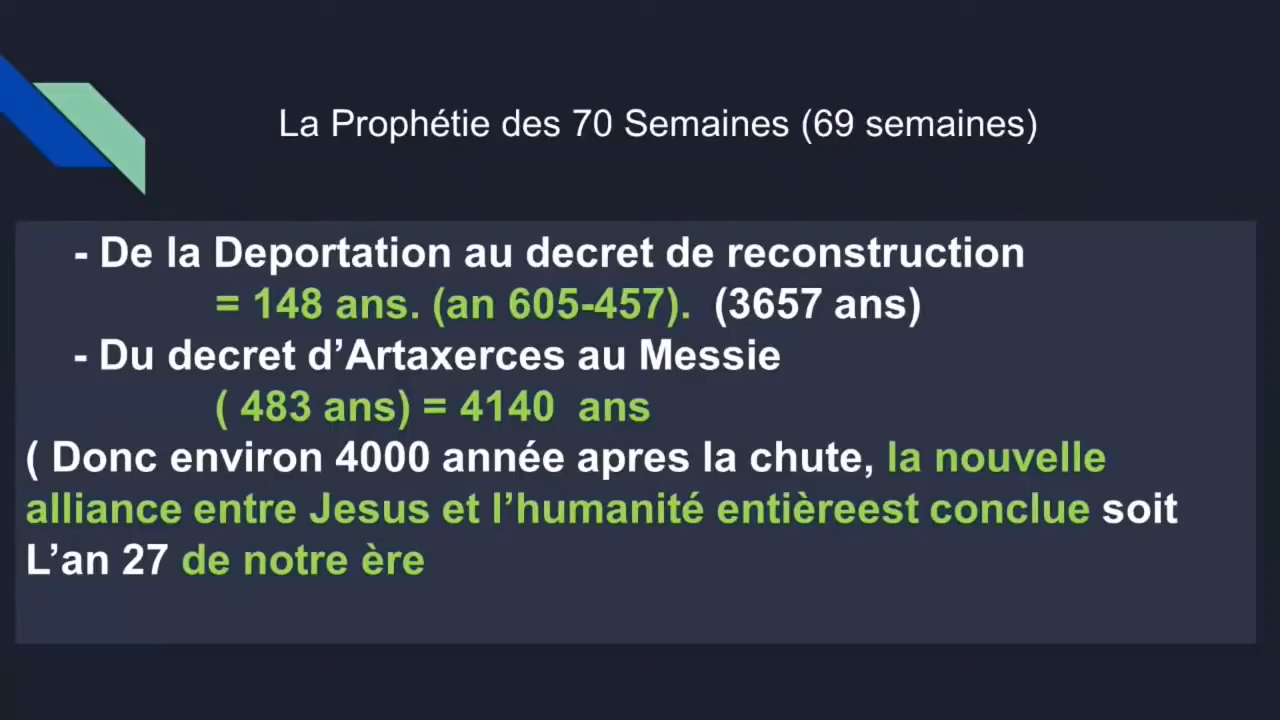 La Prophétie des 70 Semaines (69 semaines)
- De la Deportation au decret de reconstruction
= 148 ans. (an 605-457). (3657 ans)
- Du decret d’Artaxerces au Messie
( 483 ans) = 4140 ans
( Donc environ 4000 année apres la chute, la nouvelle
alliance entre Jesus et l’humanité entièreest conclue soit
L’an 27 de notre ère